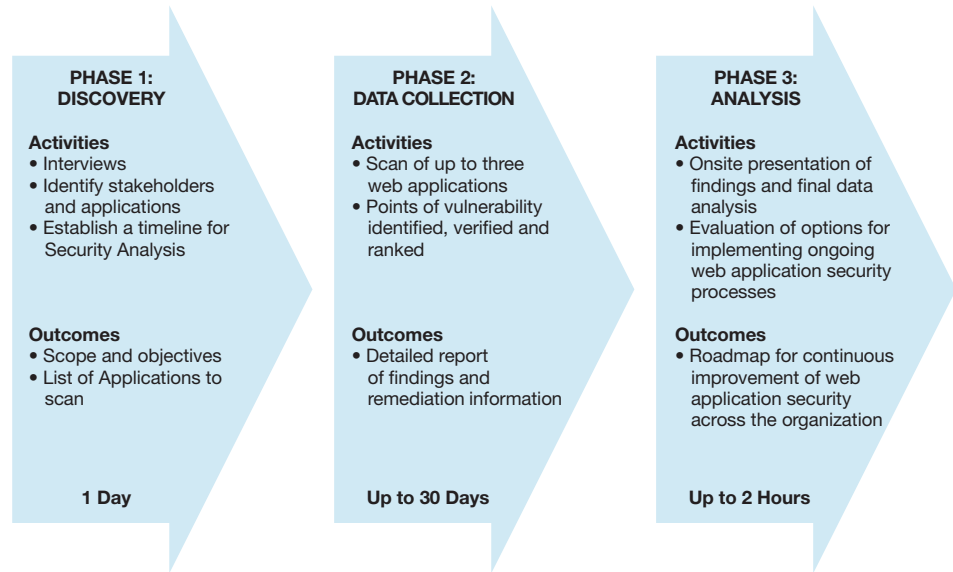 PHASE 1:
DISCOVERY
Activities
• Interviews
• Identify stakeholders
and applications
• Establish a timeline for
Security Analysis
Outcomes
• Scope and objectives
• List of Applications to
scan
1 Day
PHASE 2:
DATA COLLECTION
Activities
• Scan of up to three
web applications
• Points of vulnerability
identified, verified and
ranked
Outcomes
• Detailed report
of findings and
remediation information
Up to 30 Days
PHASE 3:
ANALYSIS
Activities
• Onsite presentation of
findings and final data
analysis
• Evaluation of options for
implementing ongoing
web application security
processes
Outcomes
• Roadmap for continuous
improvement of web
application security
across the organization
Up to 2 Hours